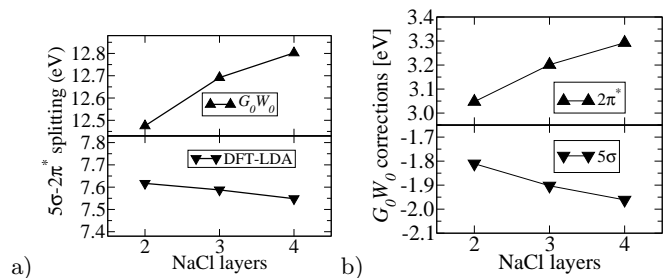 a)
5σ-2π* splitting (eV)
12.8
12.7
12.6
12.5
G₀W₀
7.8
7.7
7.6
7.5
7.4
DFT-LDA
2 3 4
NaCl layers
b)
G₀W₀ corrections [eV]
3.4
3.3
3.2
3.1
3.0
2π*
-1.7
-1.8
-1.9
-2.0
-2.1
5σ
2 3 4
NaCl layers